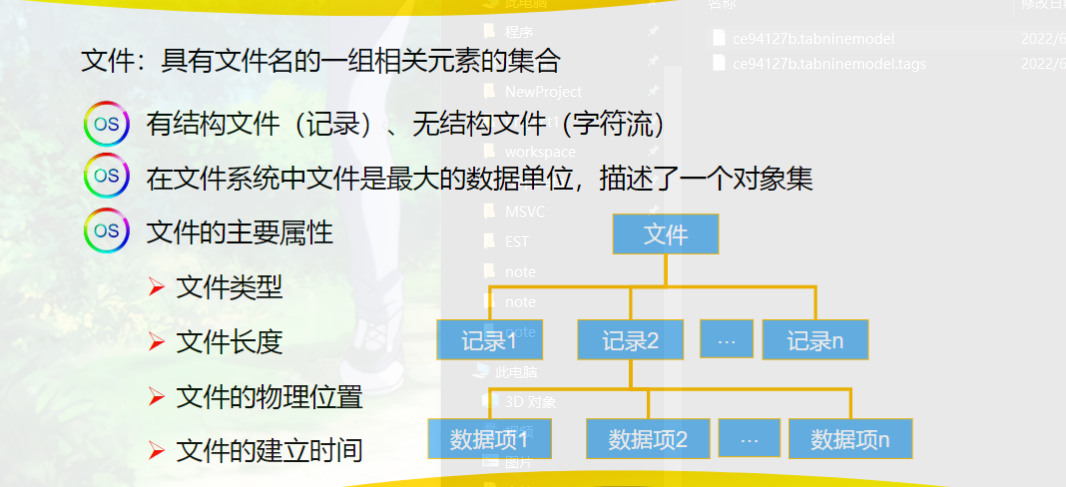 此电脑
名称
修改日
程序
ce94127b.tabninemodel
2022/6
文件：具有文件名的一组相关元素的集合
ce94127b.tabninemodel.tags
2022/6
NewProject
OS 有结构文件（记录）、无结构文件（字符流）
workspace
OS 在文件系统中文件是最大的数据单位，描述了一个对象集
MSVC
OS 文件的主要属性
文件
EST
note
文件类型
note
note
文件长度
记录1 记录2 ... 记录n
此电脑
文件的物理位置
3D 对象
数据项1 数据项2 ... 数据项n
视频
文件的建立时间
图片